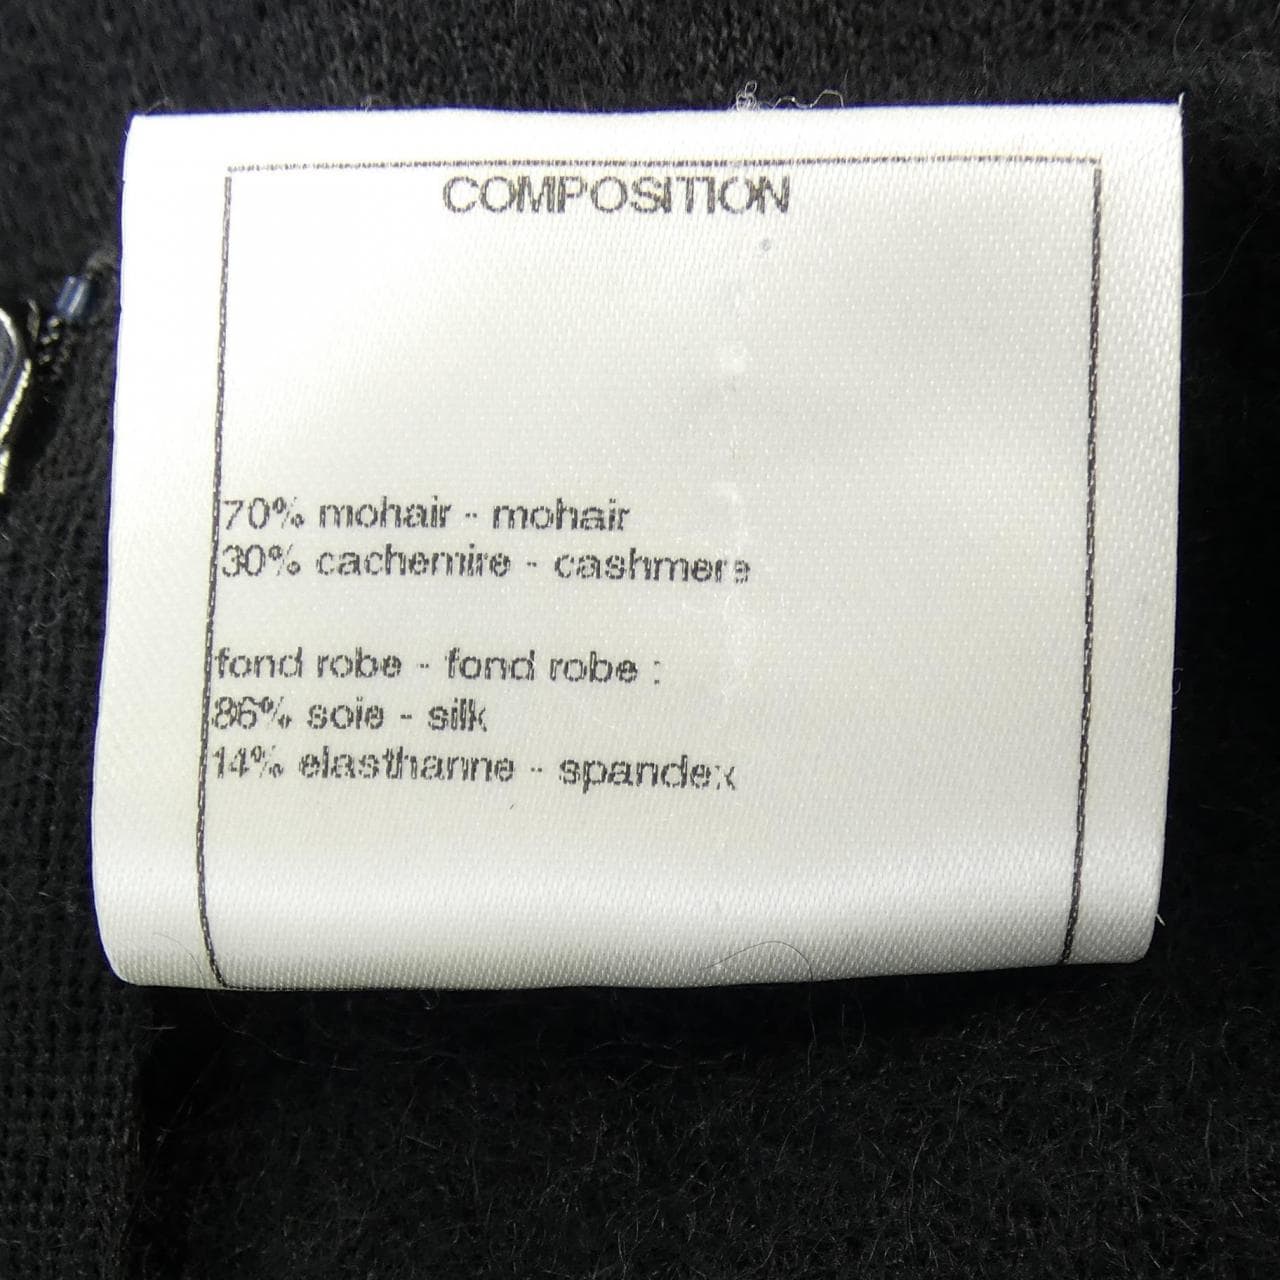 COMPOSITION
70% mohair - mohair
30% cachemire - cashmere
fond robe - fond robe :
86% soie - silk
14% elasthanne - spandex